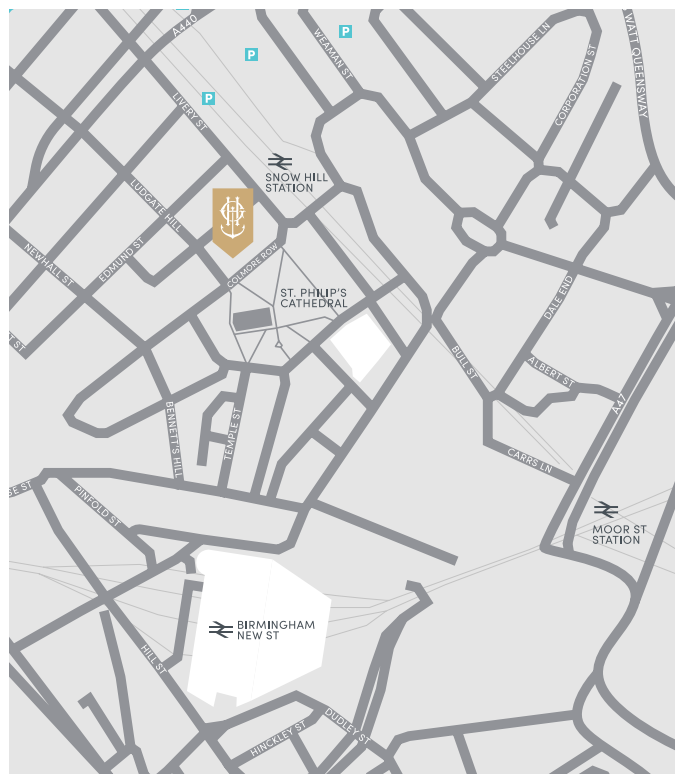 A440
P
P
P
WEAMAN ST
STEELHOUSE LN
CORPORATION ST
WATT QUEENSWAY
LIVERY ST
SNOW HILL
STATION
LUDGATE HILL
NEWHALL ST
EDMUND ST
COLMORE ROW
ST. PHILIP'S
CATHEDRAL
DALE END
BULL ST
ALBERT ST
A47
BENNETT'S HILL
TEMPLE ST
CARRS LN
PINFOLD ST
MOOR ST
STATION
BIRMINGHAM
NEW ST
HILL ST
HINCKLEY ST
DUDLEY ST